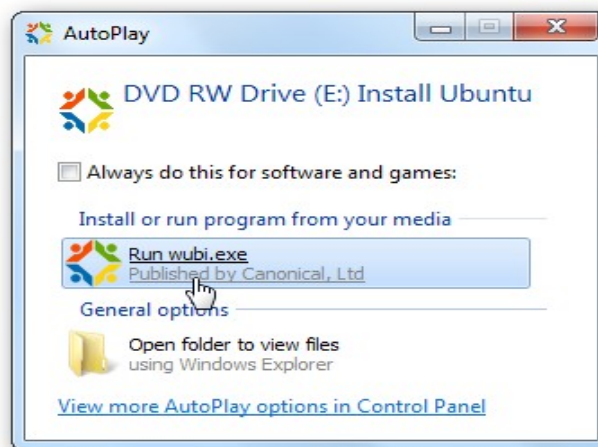 AutoPlay
DVD RW Drive (E:) Install Ubuntu
Always do this for software and games:
Install or run program from your media
Run wubi.exe
Published by Canonical, Ltd
General options
Open folder to view files
using Windows Explorer
View more AutoPlay options in Control Panel